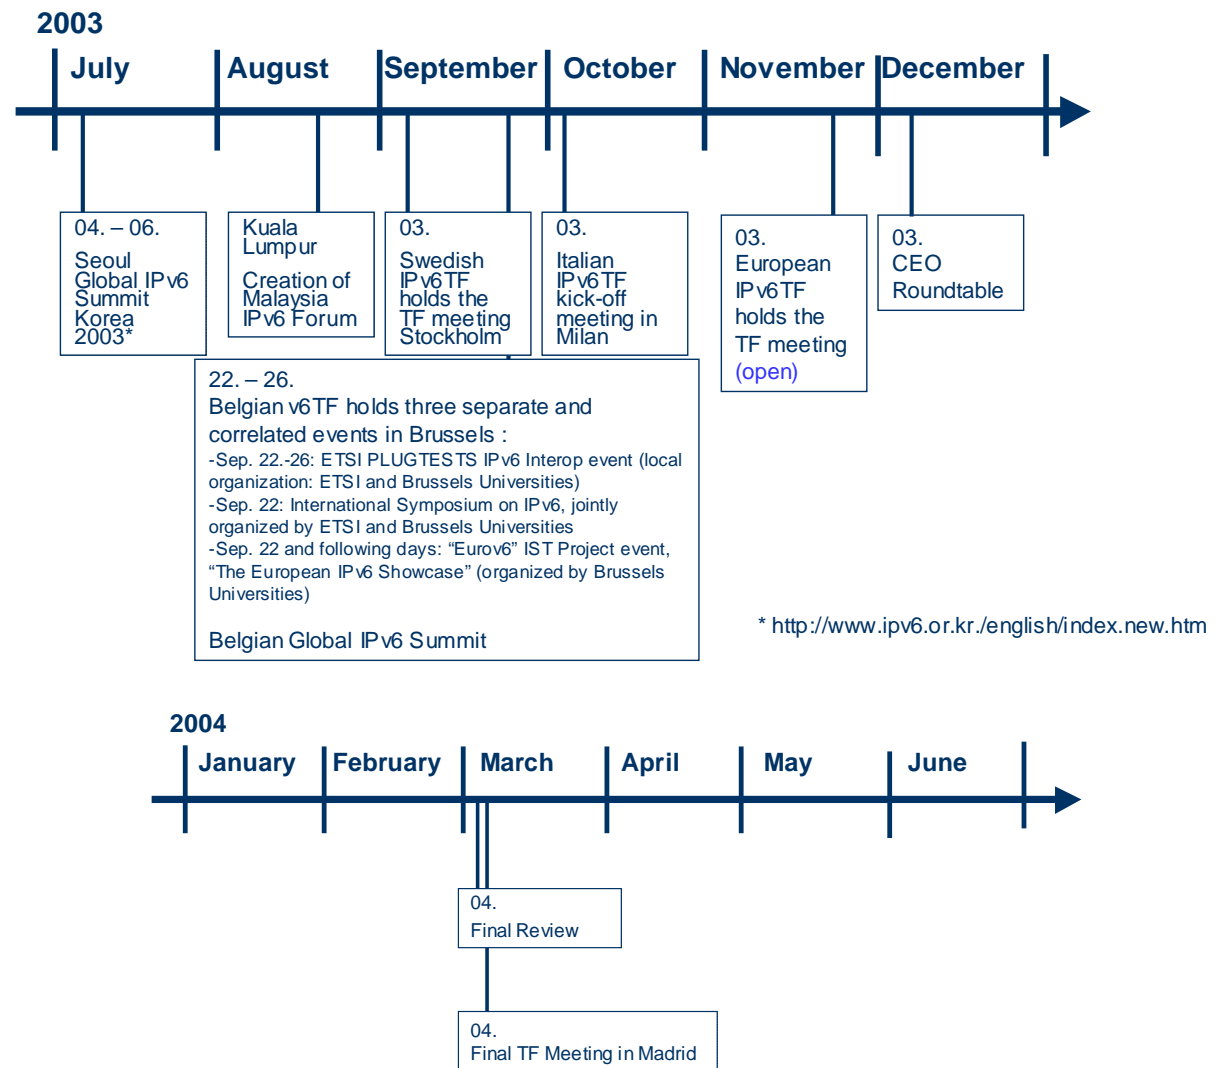 2003
July
August
September
October
November
December
04. – 06.
Seoul
Global IPv6
Summit
Korea
2003*
Kuala
Lumpur
Creation of
Malaysia
IPv6 Forum
03.
Swedish
IPv6TF
holds the
TF meeting
Stockholm
03.
Italian
IPv6TF
kick-off
meeting in
Milan
03.
European
IPv6TF
holds the
TF meeting
(open)
03.
CEO
Roundtable
22. – 26.
Belgian v6TF holds three separate and
correlated events in Brussels :
-Sep. 22.-26: ETSI PLUGTESTS IPv6 Interop event (local
organization: ETSI and Brussels Universities)
-Sep. 22: International Symposium on IPv6, jointly
organized by ETSI and Brussels Universities
-Sep. 22 and following days: “Eurov6” IST Project event,
“The European IPv6 Showcase” (organized by Brussels
Universities)
Belgian Global IPv6 Summit
* http://www.ipv6.or.kr./english/index.new.htm
2004
January
February
March
April
May
June
04.
Final Review
04.
Final TF Meeting in Madrid